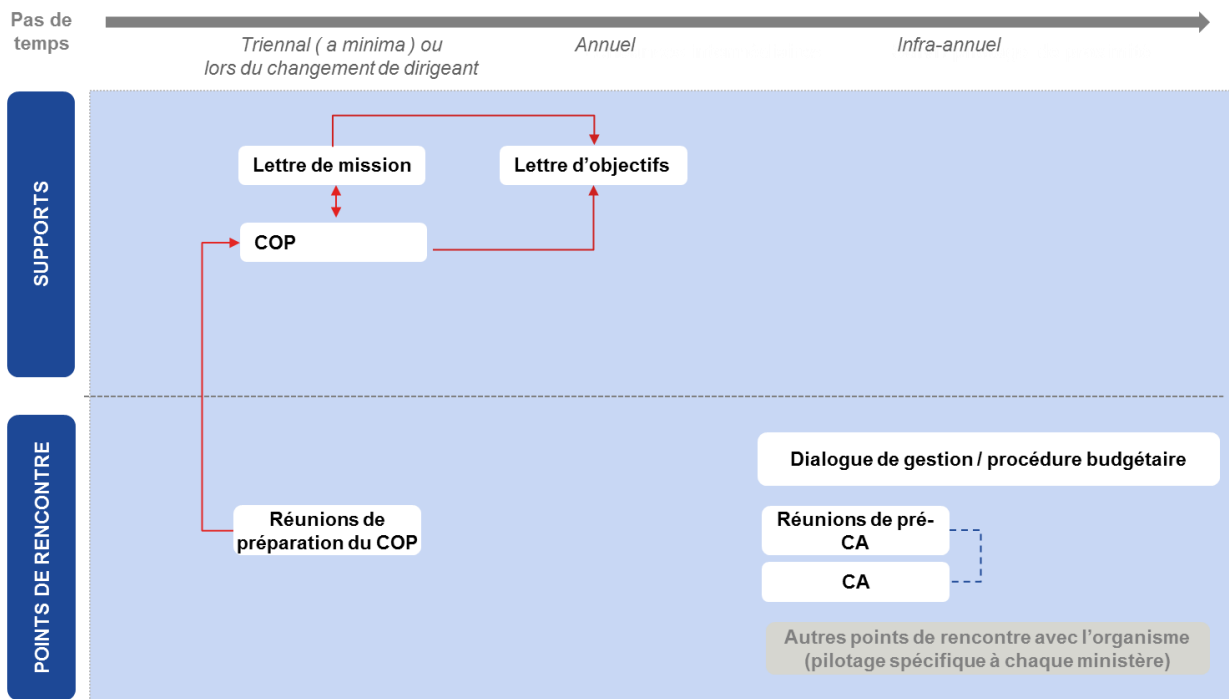 Pas de
temps
Triennal ( a minima ) ou
lors du changement de dirigeant
Annuel
Infra-annuel
SUPPORTS
Lettre de mission
Lettre d’objectifs
COP
POINTS DE RENCONTRE
Dialogue de gestion / procédure budgétaire
Réunions de
préparation du COP
Réunions de pré-
CA
CA
Autres points de rencontre avec l’organisme
(pilotage spécifique à chaque ministère)